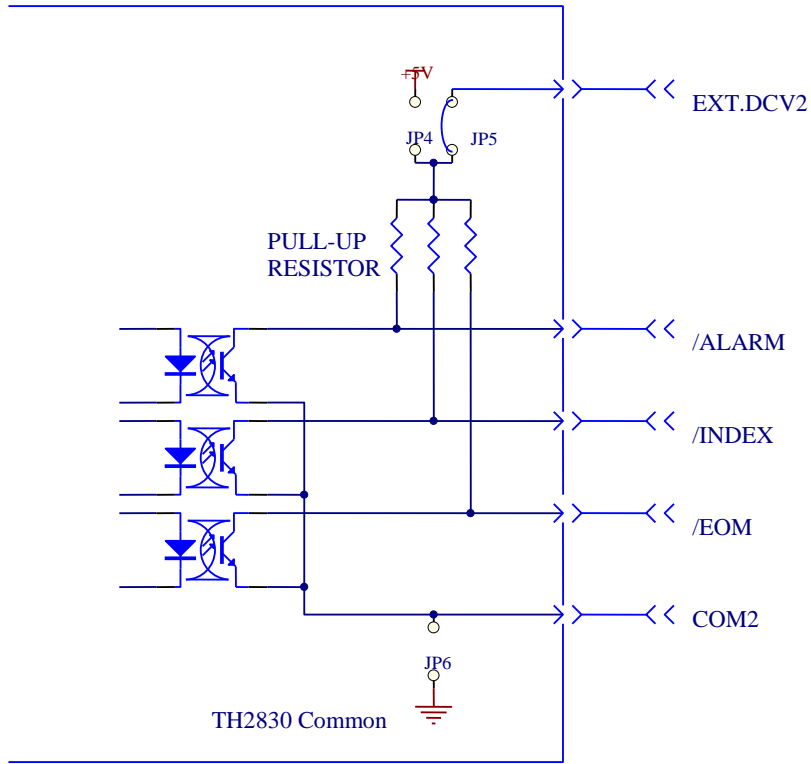 +5V
EXT.DCV2
JP4
JP5
PULL-UP
RESISTOR
/ALARM
/INDEX
/EOM
COM2
JP6
TH2830 Common